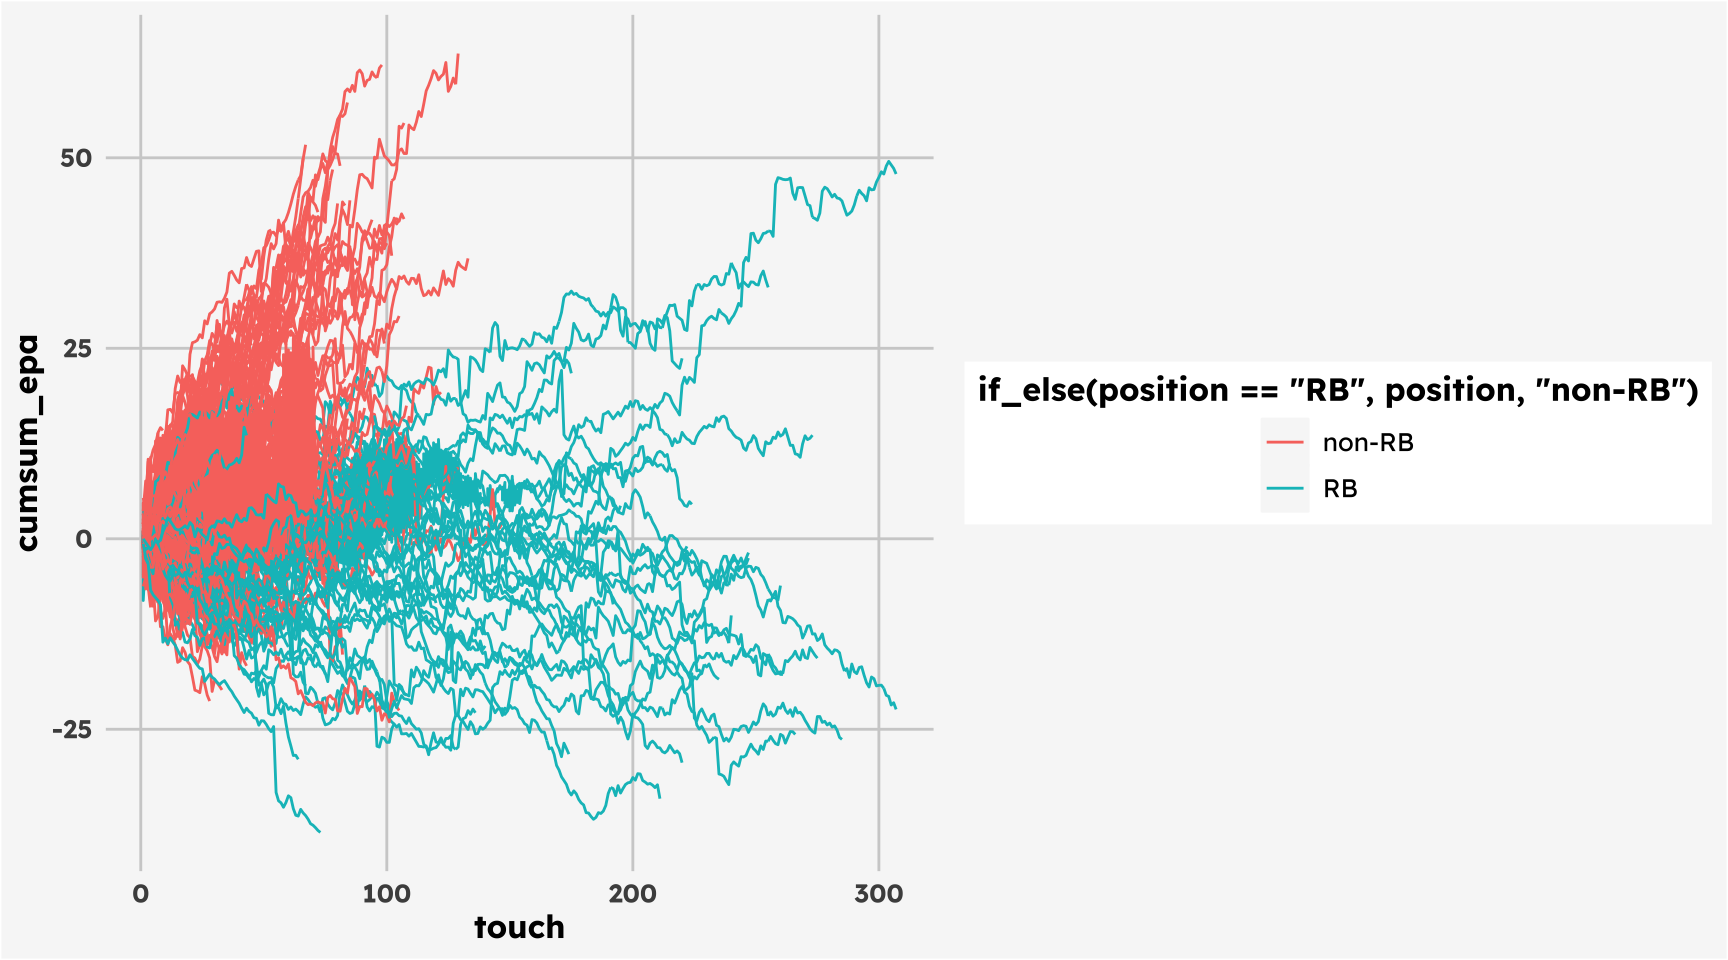 cumsum_epa
50
25
0
-25
0
100
200
300
touch
if_else(position == "RB", position, "non-RB")
non-RB
RB